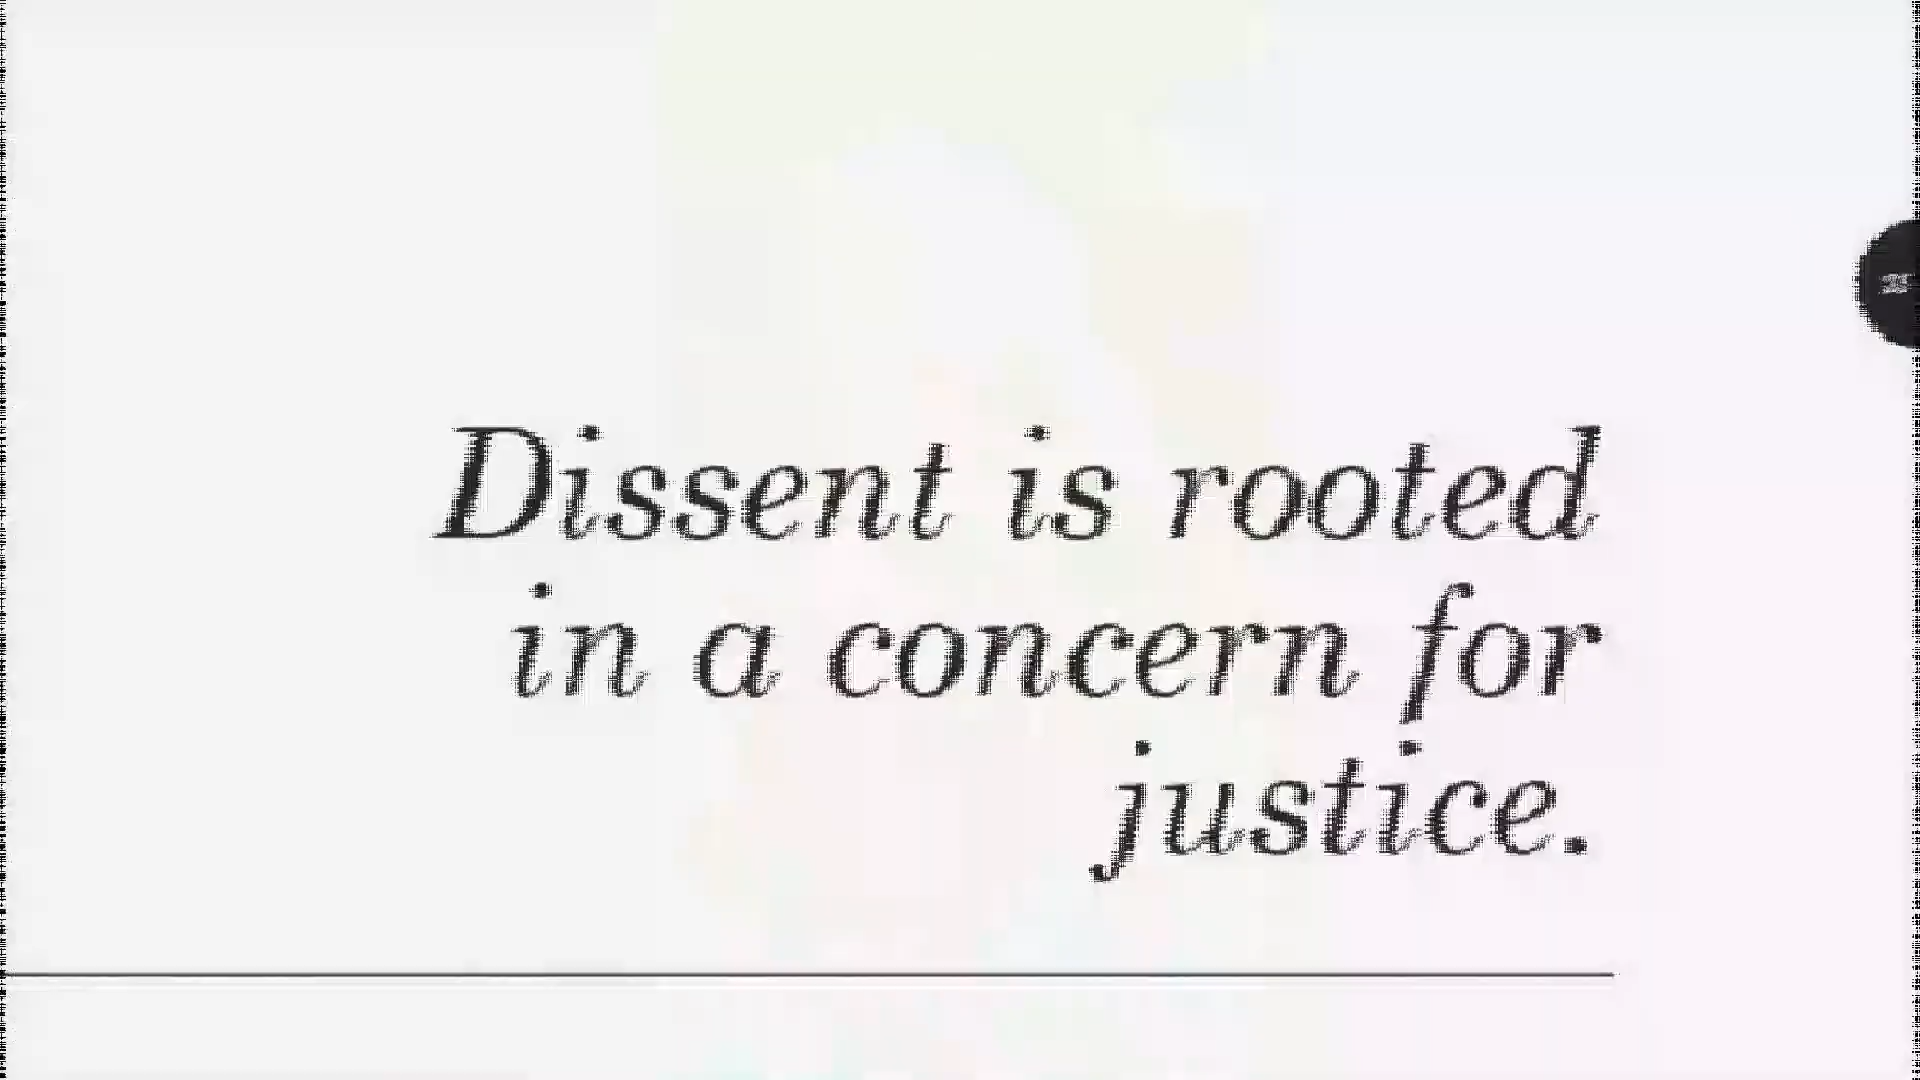 Dissent is rooted
in a concern for
justice.